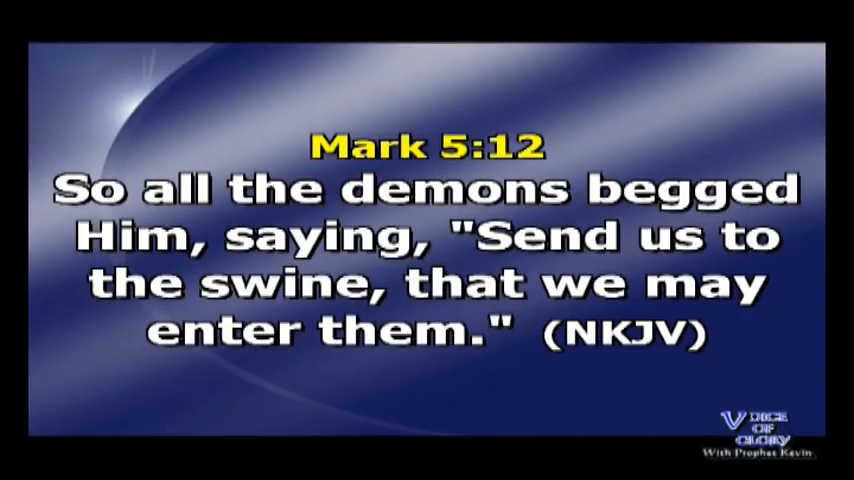 Mark 5:12
So all the demons begged
Him, saying, "Send us to
the swine, that we may
enter them." (NKJV)
VOICE
OF
GLORY
With Prophet Kevin